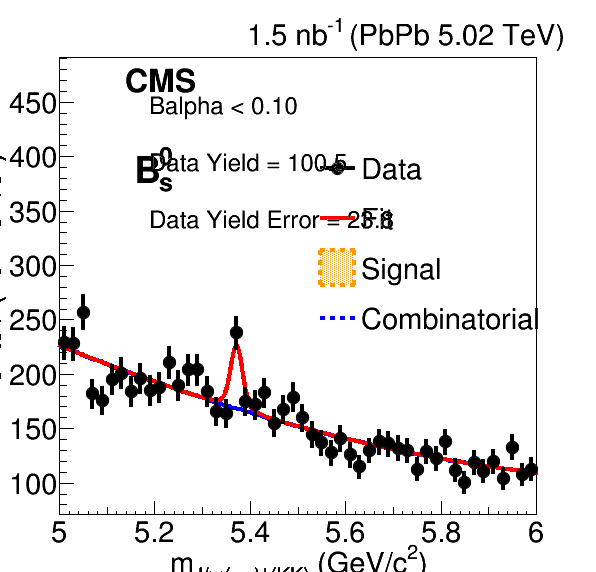 1.5 nb-1 (PbPb 5.02 TeV)
CMS
Balpha < 0.10
B0s
Data Yield = 100.5
Data
Data Yield Error = 23.8
Fit
Signal
Combinatorial
450
400
350
300
250
200
150
100
5 5.2 5.4 5.6 5.8 6
(GeV/c2)